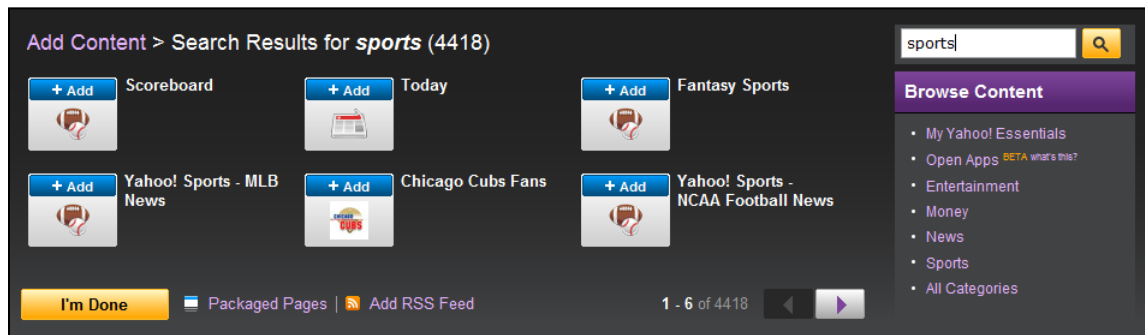 Add Content > Search Results for sports (4418)
sports
+ Add
Scoreboard
+ Add
Today
+ Add
Fantasy Sports
+ Add
Yahoo! Sports - MLB
News
+ Add
CHICAGO
CUBS
Chicago Cubs Fans
+ Add
Yahoo! Sports -
NCAA Football News
I'm Done
Packaged Pages | Add RSS Feed
1 - 6 of 4418
Browse Content
• My Yahoo! Essentials
• Open Apps BETA what's this?
• Entertainment
• Money
• News
• Sports
• All Categories